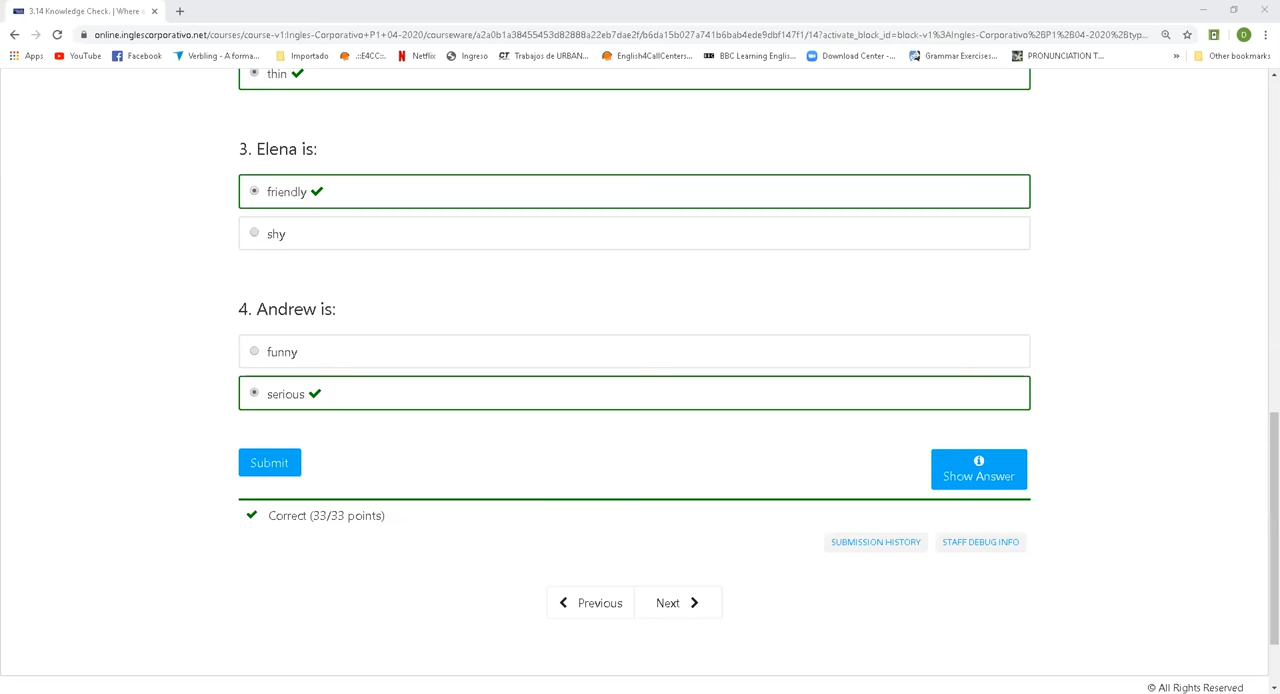 3.14 Knowledge Check. | Where
online.inglescorporativo.net/courses/course-v1:Ingles-Corporativo+P1+04-2020/courseware/a2a0b1a38455453d82888a22eb7dae2f/b6da15b027a741b6bab4ede9dbf147f1/14?activate_block_id=block-v1%3AIngles-Corporativo%2BP1%2B04-2020%2Btyp...
Apps YouTube Facebook Verbling - A forma... Importado .::E4CC::. Netflix Ingreso Trabajos de URBAN... English4CallCenters... BBC Learning Englis... Download Center -... Grammar Exercises... PRONUNCIATION T... » Other bookmarks
thin
3. Elena is:
friendly
shy
4. Andrew is:
funny
serious
Submit
Show Answer
Correct (33/33 points)
SUBMISSION HISTORY STAFF DEBUG INFO
Previous Next
© All Rights Reserved